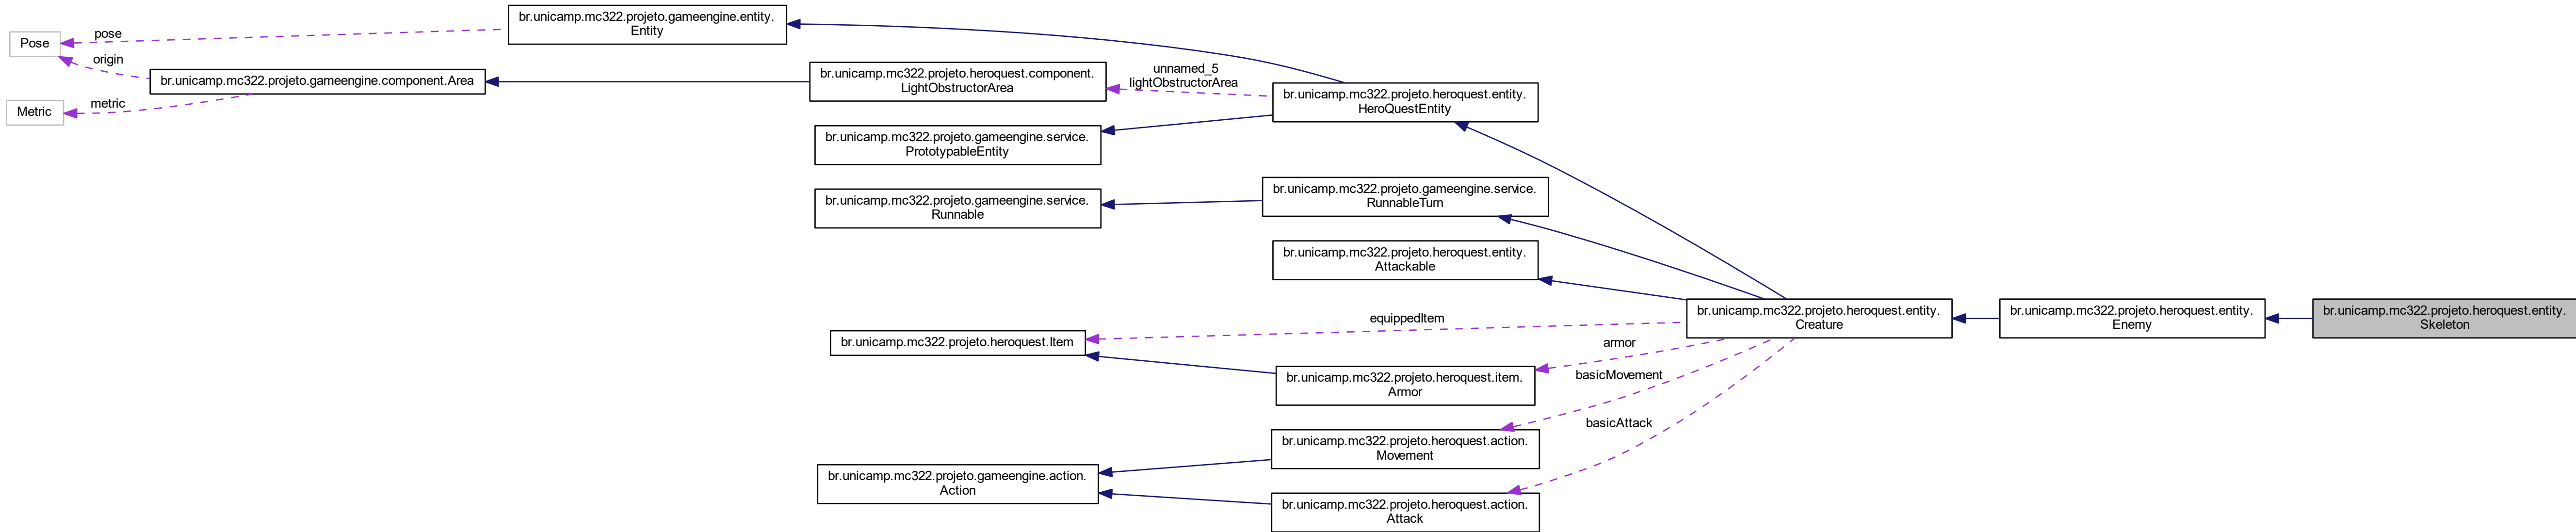 br.unicamp.mc322.projeto.gameengine.entity.
Entity
pose
Pose
origin
br.unicamp.mc322.projeto.gameengine.component.Area
metric
Metric
br.unicamp.mc322.projeto.heroquest.component.
LightObstructorArea
unnamed_5
lightObstructorArea
br.unicamp.mc322.projeto.heroquest.entity.
HeroQuestEntity
br.unicamp.mc322.projeto.gameengine.service.
PrototypableEntity
br.unicamp.mc322.projeto.gameengine.service.
Runnable
br.unicamp.mc322.projeto.gameengine.service.
RunnableTurn
br.unicamp.mc322.projeto.heroquest.entity.
Attackable
br.unicamp.mc322.projeto.heroquest.Item
equippedItem
armor
br.unicamp.mc322.projeto.heroquest.item.
Armor
basicMovement
br.unicamp.mc322.projeto.heroquest.action.
Movement
basicAttack
br.unicamp.mc322.projeto.gameengine.action.
Action
br.unicamp.mc322.projeto.heroquest.action.
Attack
br.unicamp.mc322.projeto.heroquest.entity.
Creature
br.unicamp.mc322.projeto.heroquest.entity.
Enemy
br.unicamp.mc322.projeto.heroquest.entity.
Skeleton